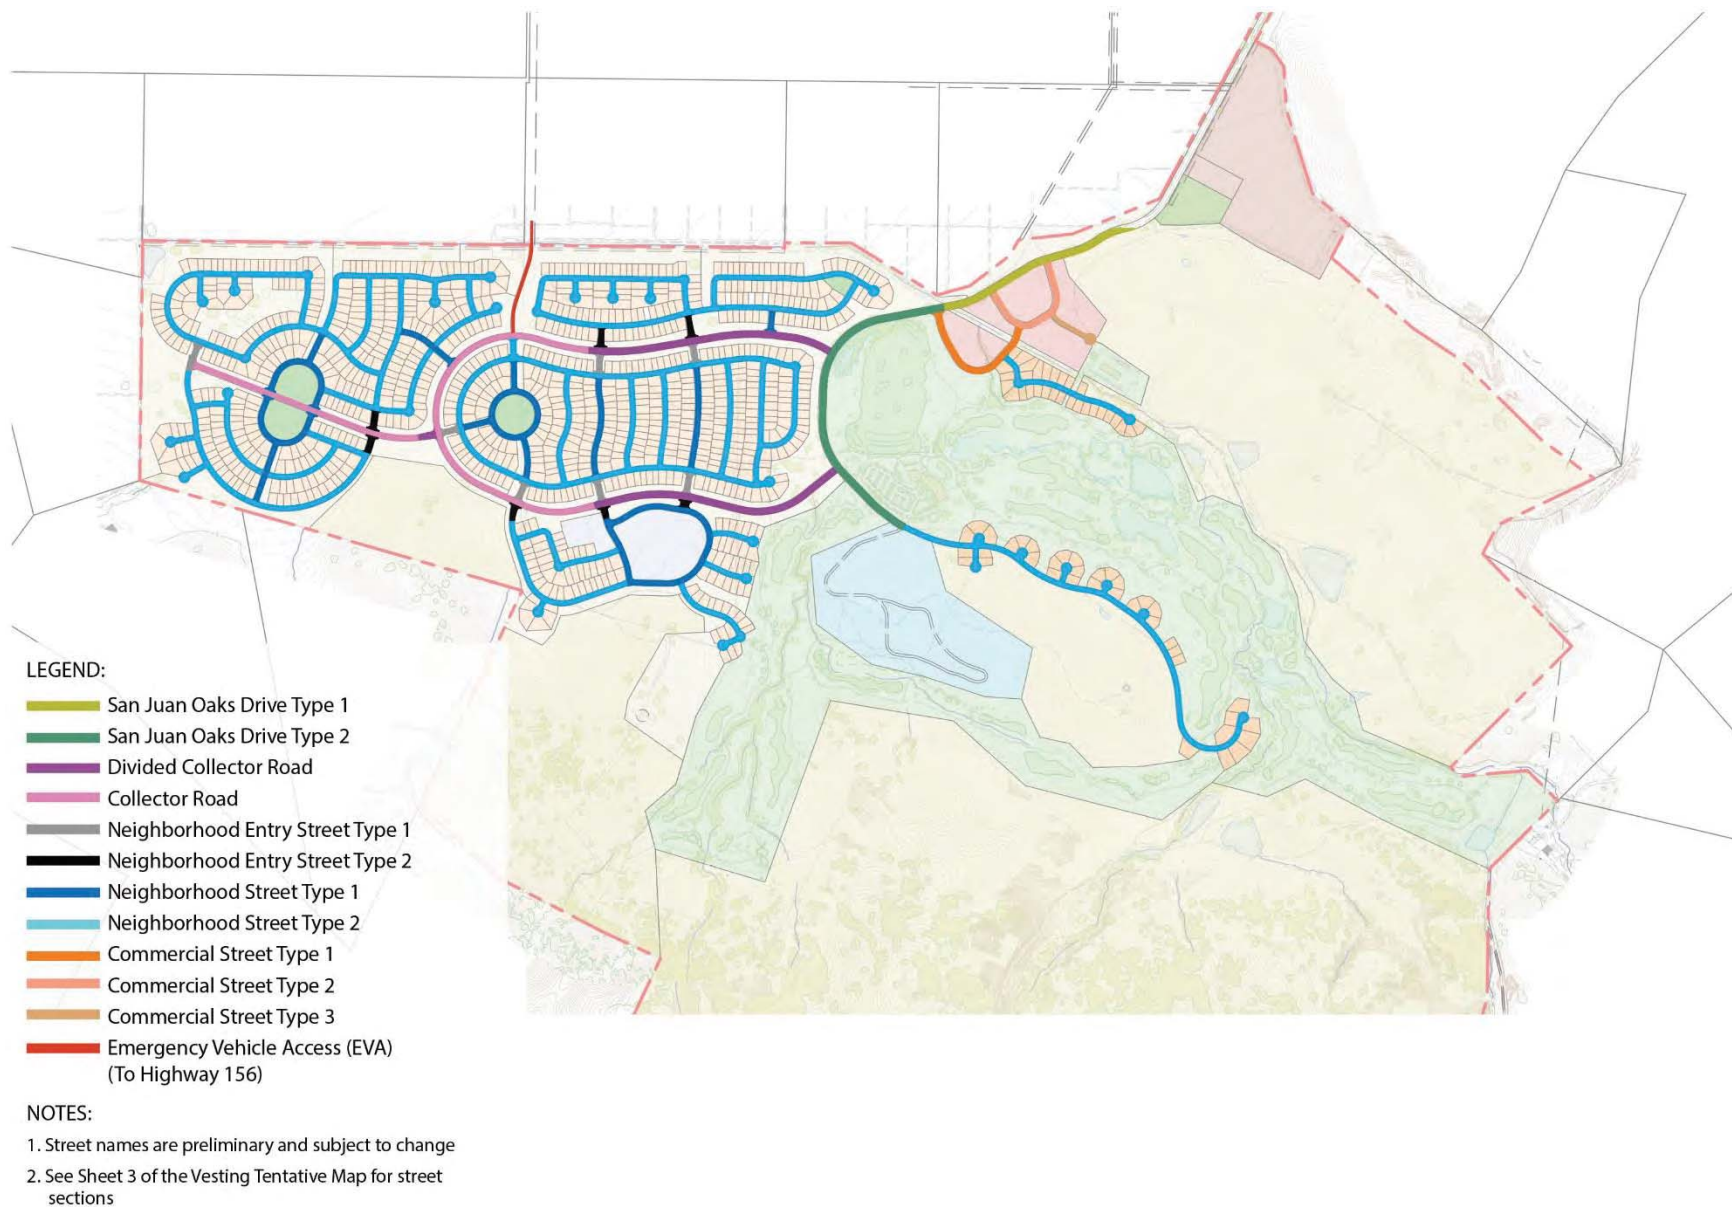 LEGEND:
San Juan Oaks Drive Type 1
San Juan Oaks Drive Type 2
Divided Collector Road
Collector Road
Neighborhood Entry Street Type 1
Neighborhood Entry Street Type 2
Neighborhood Street Type 1
Neighborhood Street Type 2
Commercial Street Type 1
Commercial Street Type 2
Commercial Street Type 3
Emergency Vehicle Access (EVA)
(To Highway 156)
NOTES:
1. Street names are preliminary and subject to change
2. See Sheet 3 of the Vesting Tentative Map for street
sections